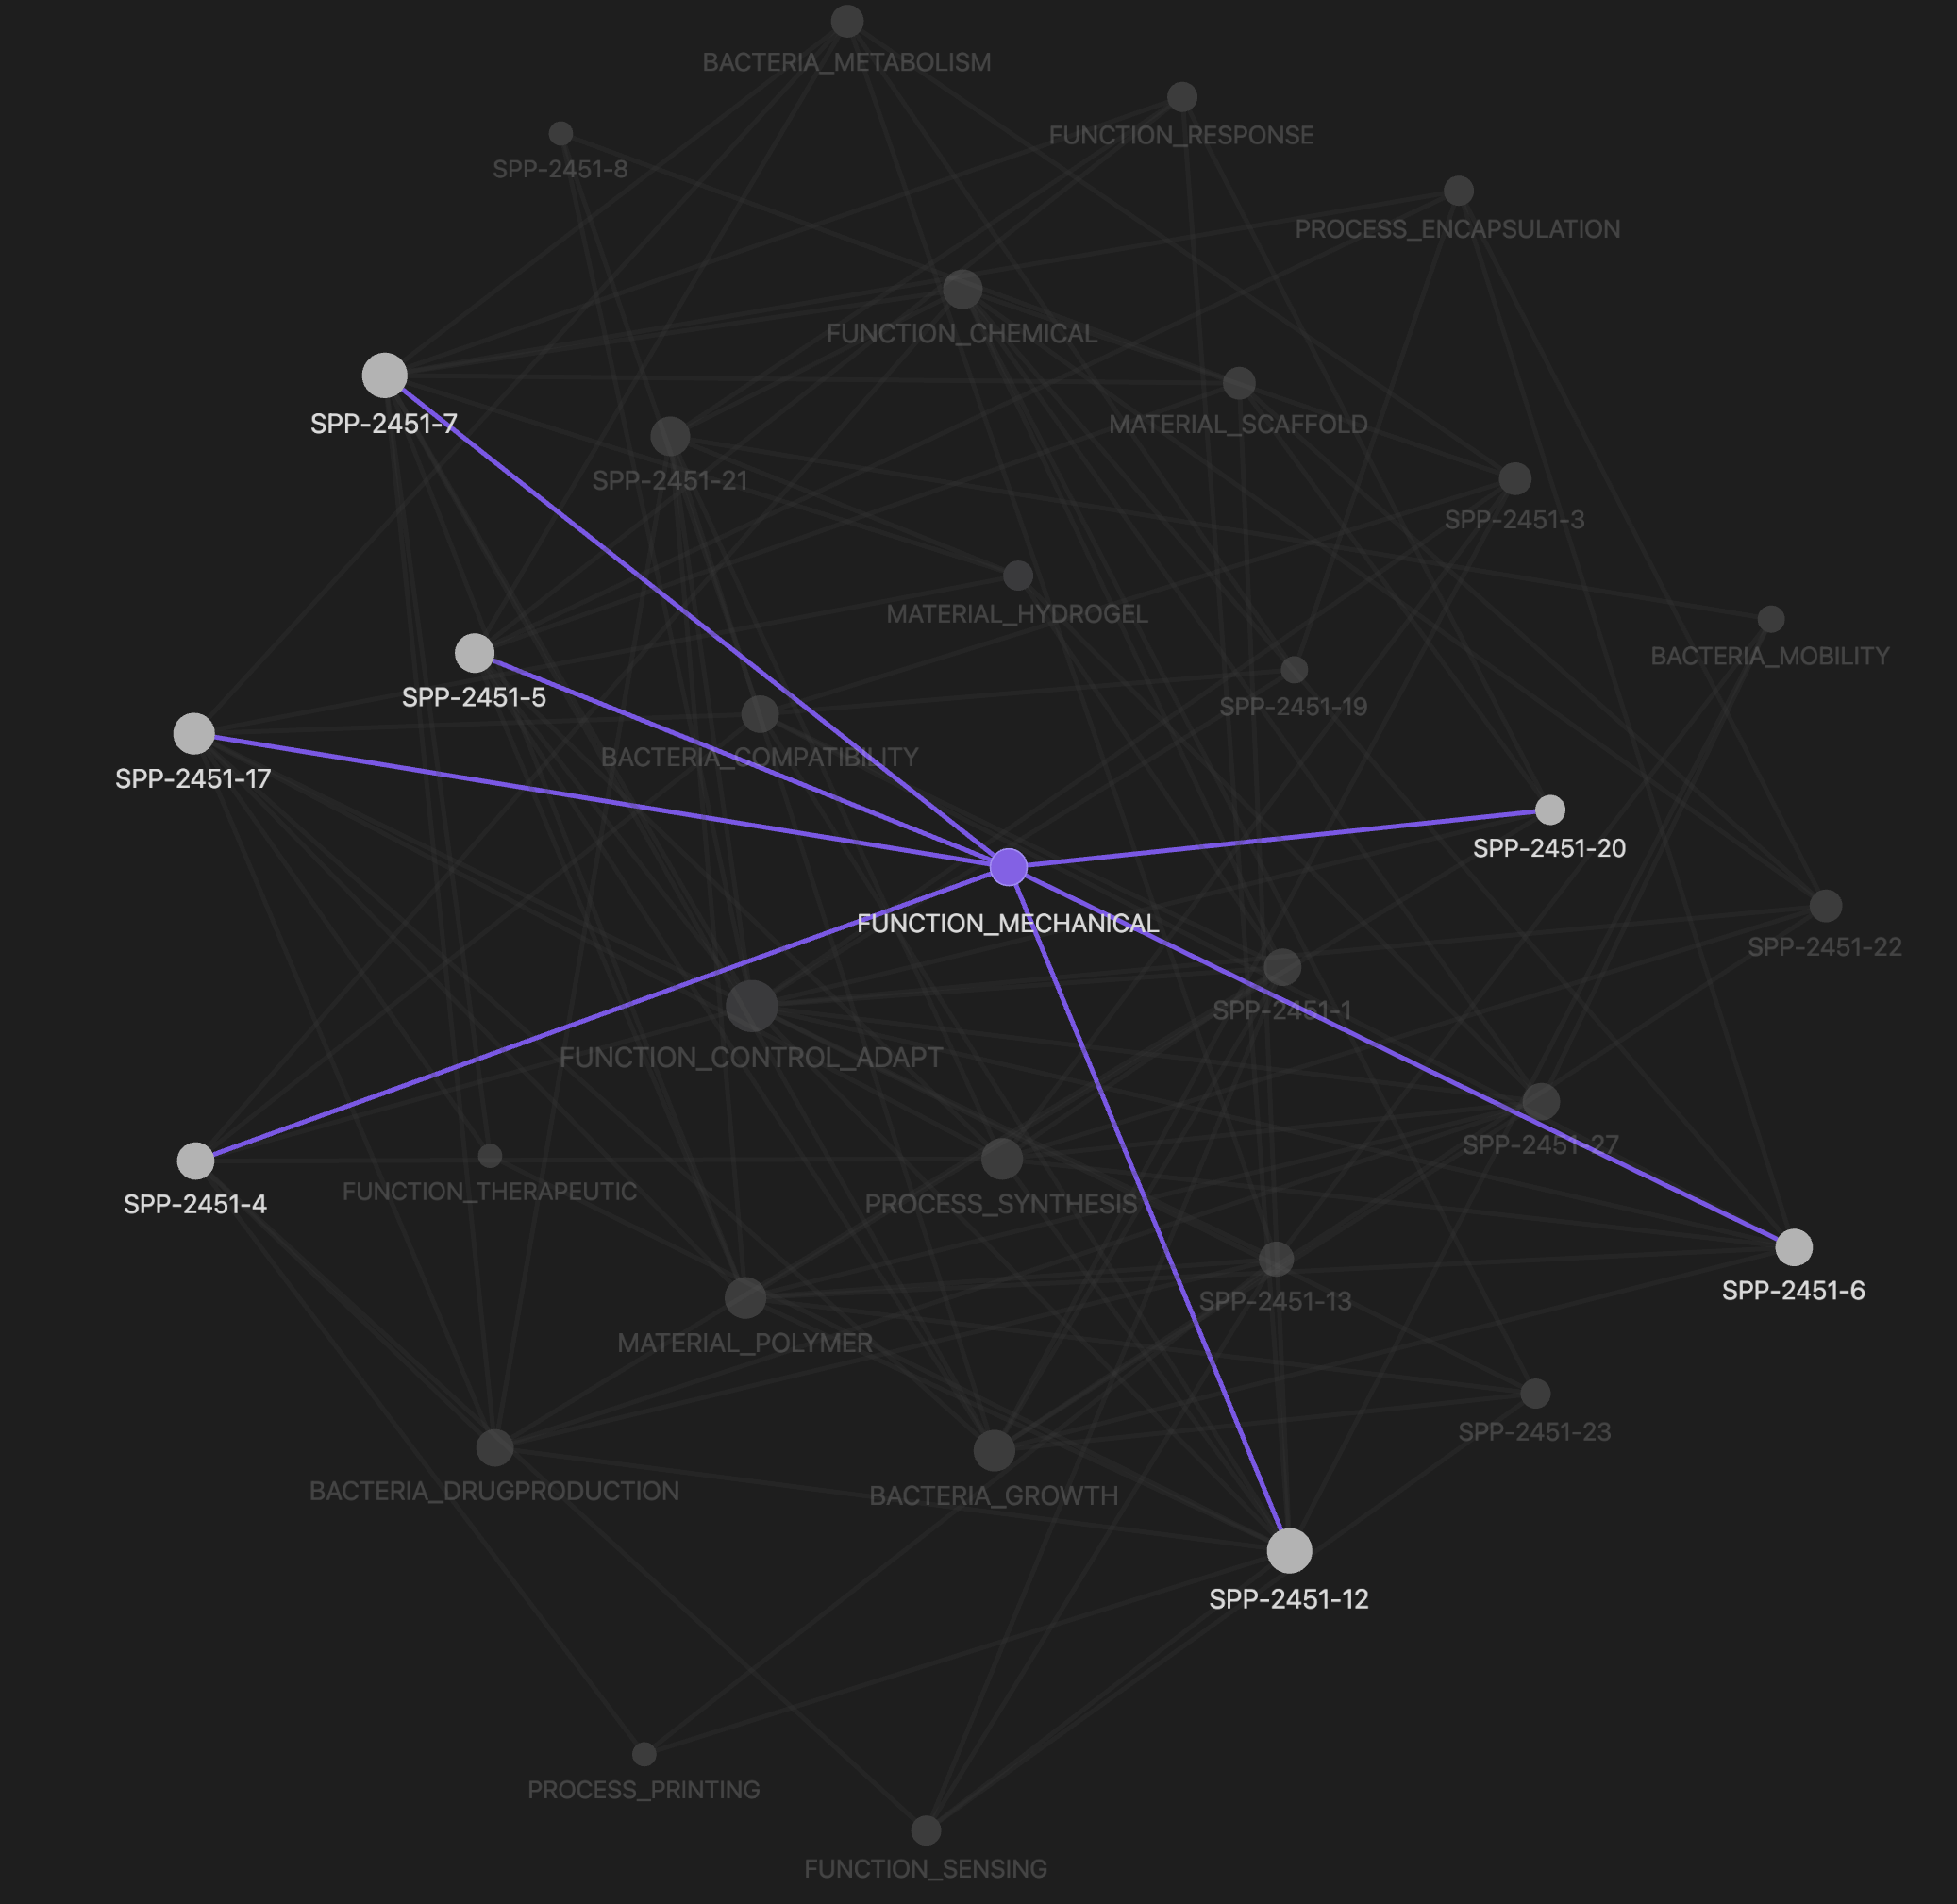 BACTERIA_METABOLISM
FUNCTION_RESPONSE
SPP-2451-8
PROCESS_ENCAPSULATION
FUNCTION_CHEMICAL
SPP-2451-7
MATERIAL_SCAFFOLD
SPP-2451-21
SPP-2451-3
MATERIAL_HYDROGEL
BACTERIA_MOBILITY
SPP-2451-5
SPP-2451-19
BACTERIA_COMPATIBILITY
SPP-2451-17
SPP-2451-20
FUNCTION_MECHANICAL
SPP-2451-22
SPP-2451-1
FUNCTION_CONTROL_ADAPT
SPP-2451-27
FUNCTION_THERAPEUTIC
SPP-2451-4
PROCESS_SYNTHESIS
SPP-2451-6
SPP-2451-13
MATERIAL_POLYMER
SPP-2451-23
BACTERIA_DRUGPRODUCTION
BACTERIA_GROWTH
SPP-2451-12
PROCESS_PRINTING
FUNCTION_SENSING